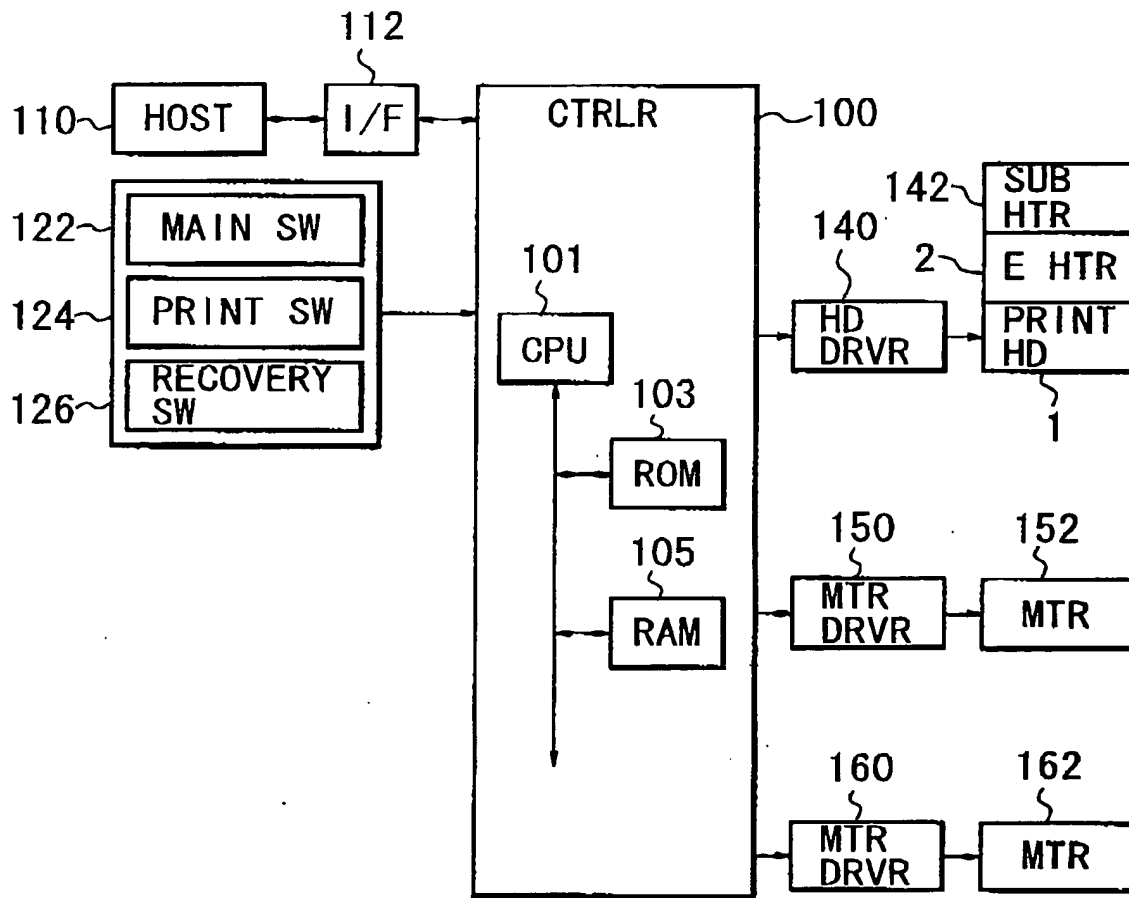 112
110
HOST
I/F
CTRLR
100
122
MAIN SW
124
PRINT SW
126
RECOVERY
SW
101
CPU
103
ROM
105
RAM
140
HD
DRVR
142
SUB
HTR
2
E HTR
PRINT
HD
1
150
MTR
DRVR
152
MTR
160
MTR
DRVR
162
MTR